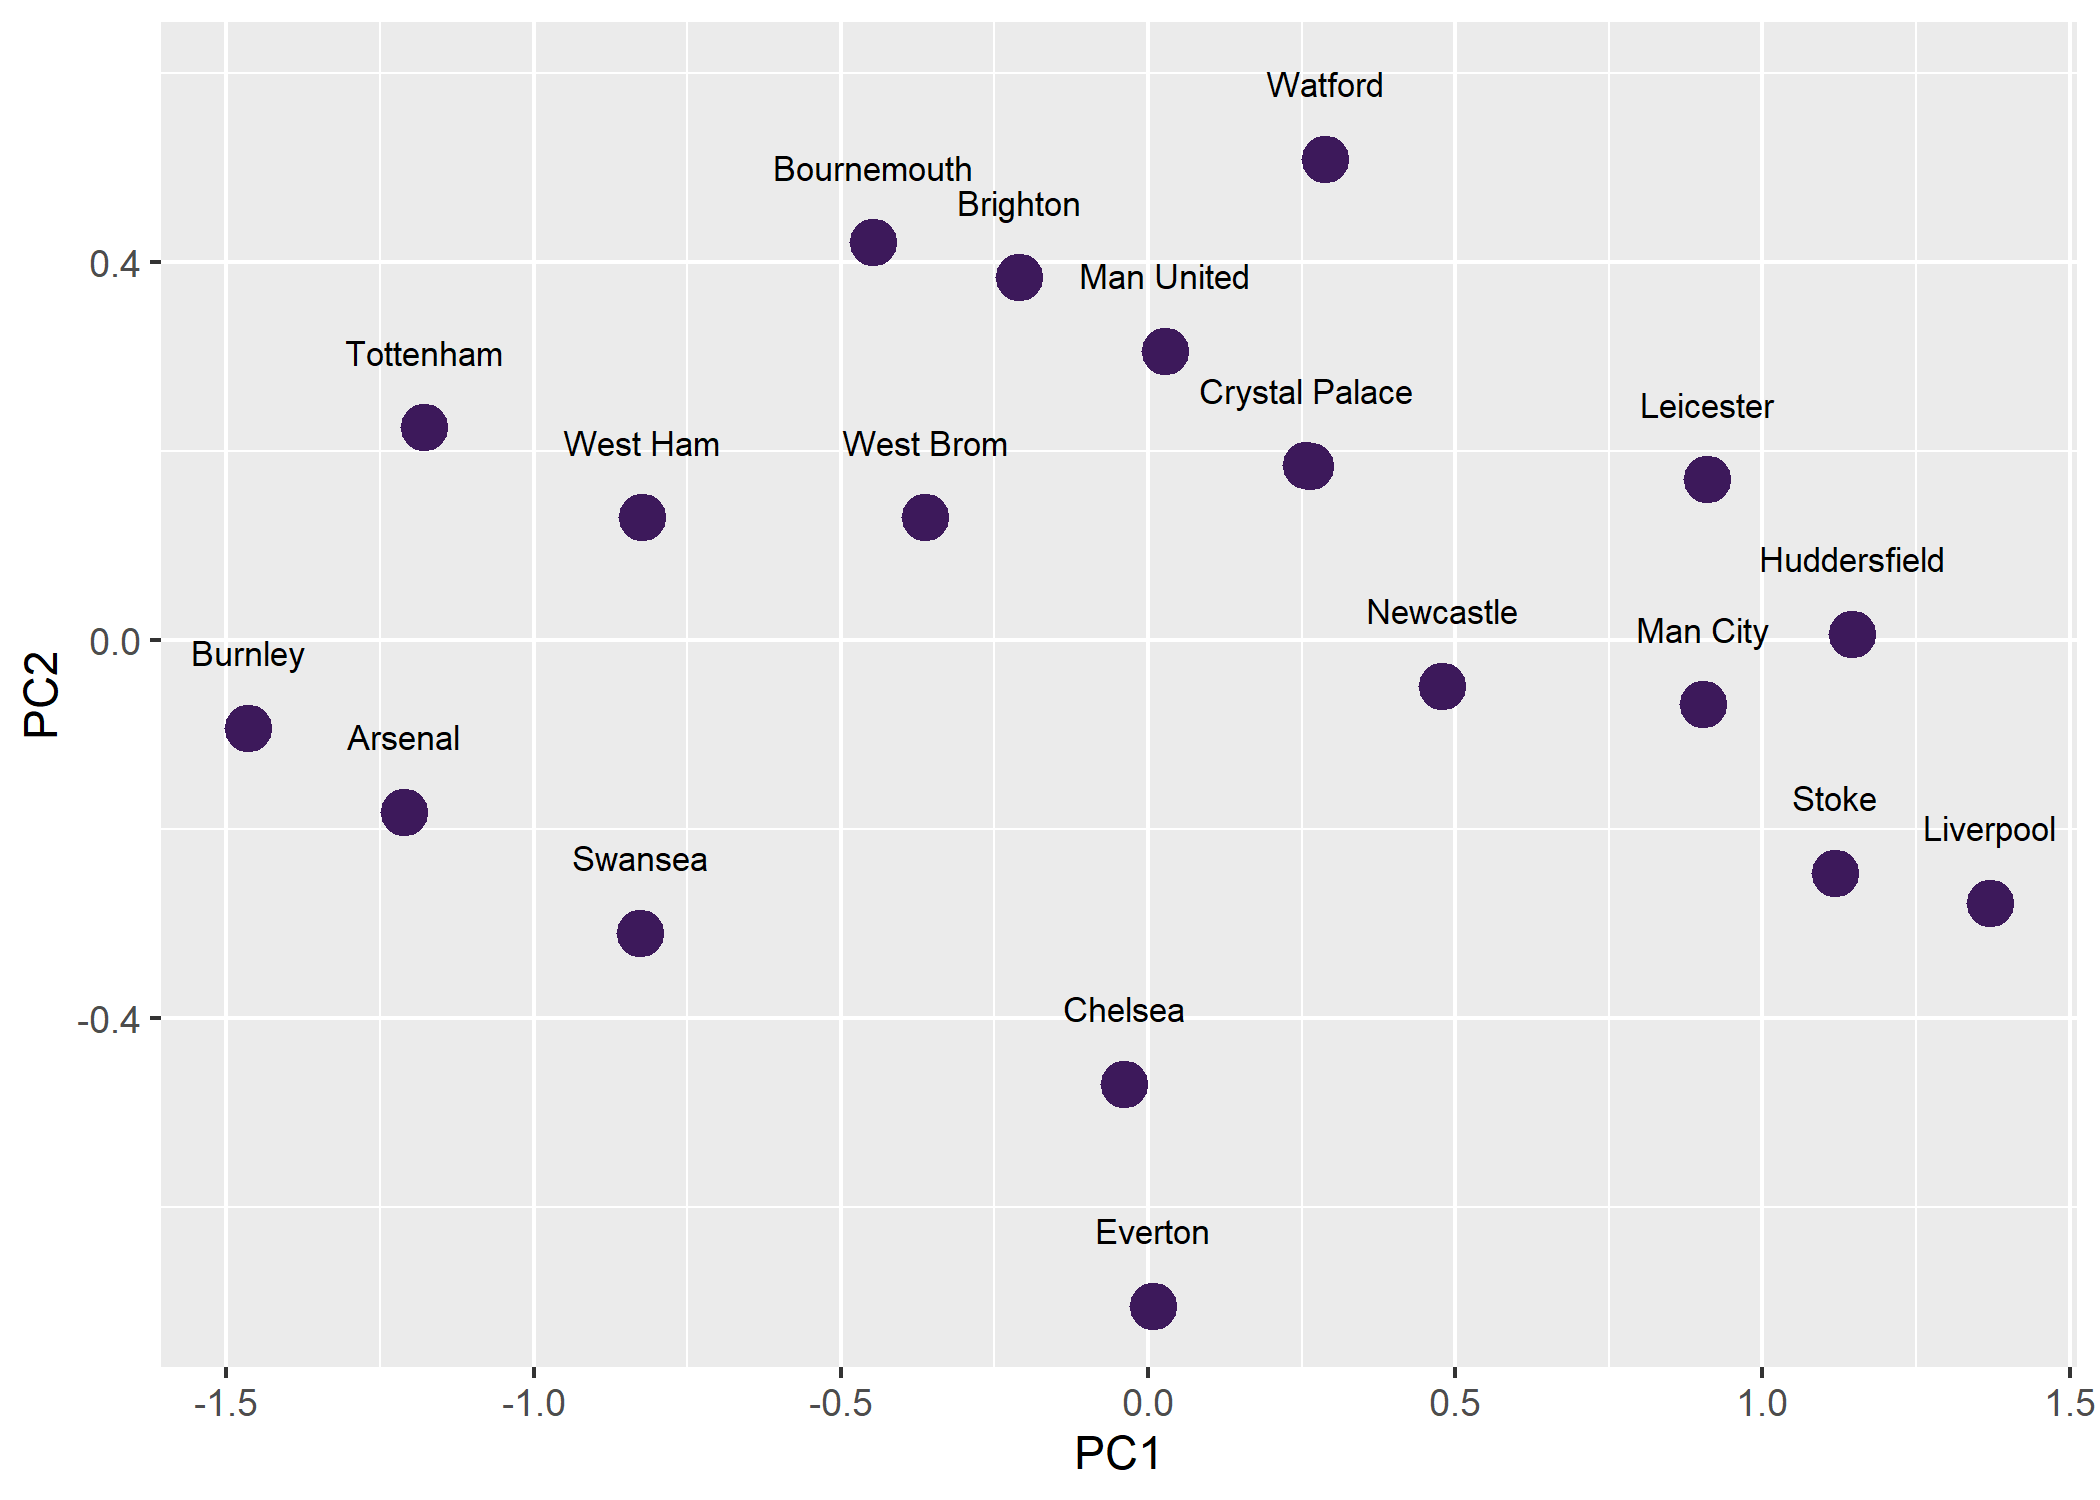 Watford
Bournemouth
Brighton
Man United
Tottenham
Crystal Palace
Leicester
West Ham
West Brom
Huddersfield
Newcastle
Man City
Burnley
Arsenal
Stoke
Liverpool
Swansea
Chelsea
Everton
0.4
0.0
-0.4
PC2
-1.5 -1.0 -0.5 0.0 0.5 1.0 1.5
PC1